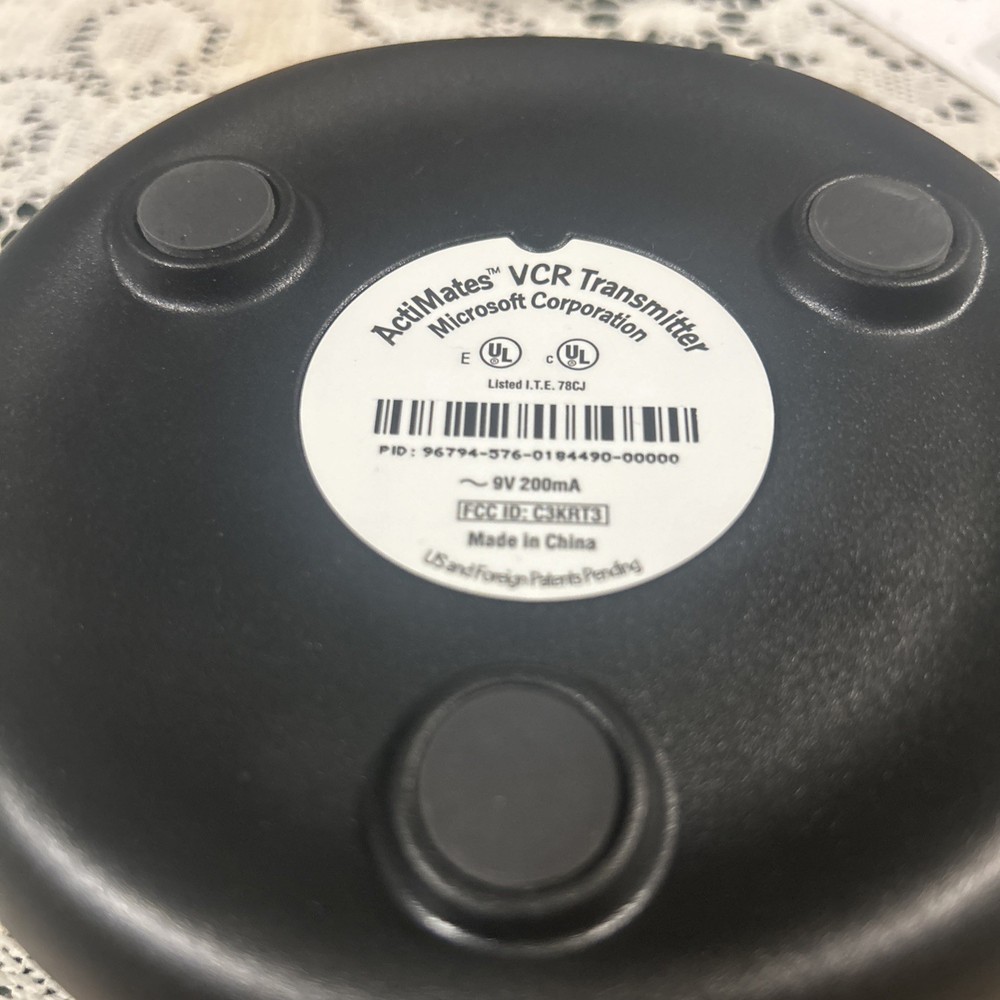 ActiMates™ VCR Transmitter
Microsoft Corporation
E UL c UL
Listed I.T.E. 78CJ
PID: 96794-576-0184490-00000
~ 9V 200mA
FCC ID: C3KRT3
Made in China
US and Foreign Patents Pending